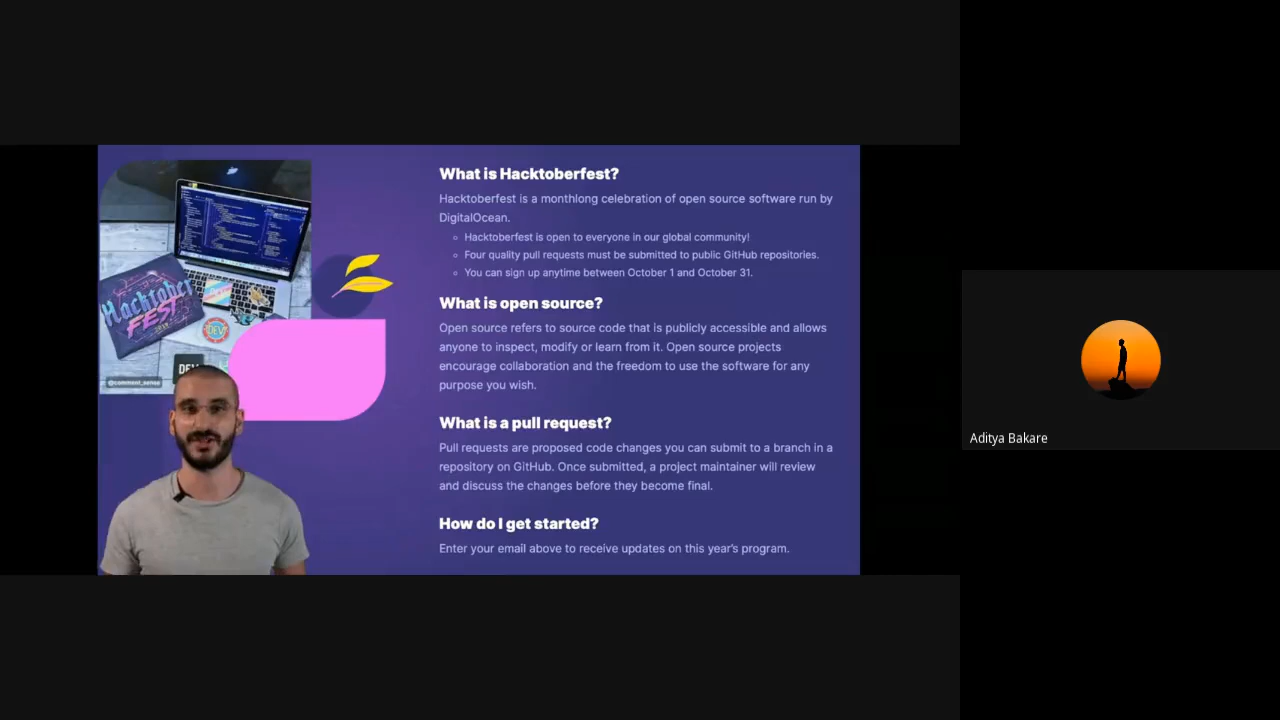 What is Hacktoberfest?
Hacktoberfest is a monthlong celebration of open source software run by
DigitalOcean.
Hacktoberfest is open to everyone in our global community!
Four quality pull requests must be submitted to public GitHub repositories.
You can sign up anytime between October 1 and October 31.
What is open source?
Open source refers to source code that is publicly accessible and allows
anyone to inspect, modify or learn from it. Open source projects
encourage collaboration and the freedom to use the software for any
purpose you wish.
What is a pull request?
Pull requests are proposed code changes you can submit to a branch in a
repository on GitHub. Once submitted, a project maintainer will review
and discuss the changes before they become final.
How do I get started?
Enter your email above to receive updates on this year's program.
Hacktober
FEST
DEV
DEV
@comment_sense
Aditya Bakare